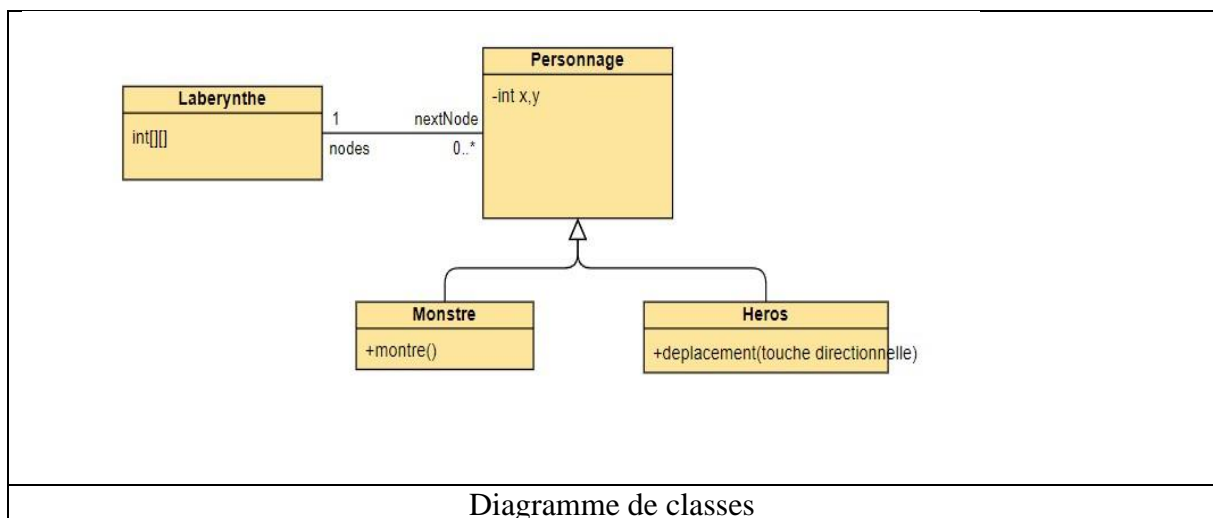 Personnage
-int x,y
Laberynthe
int[][]
1
nodes
nextNode
0..*
Monstre
+montre()
Heros
+deplacement(touche directionnelle)
Diagramme de classes